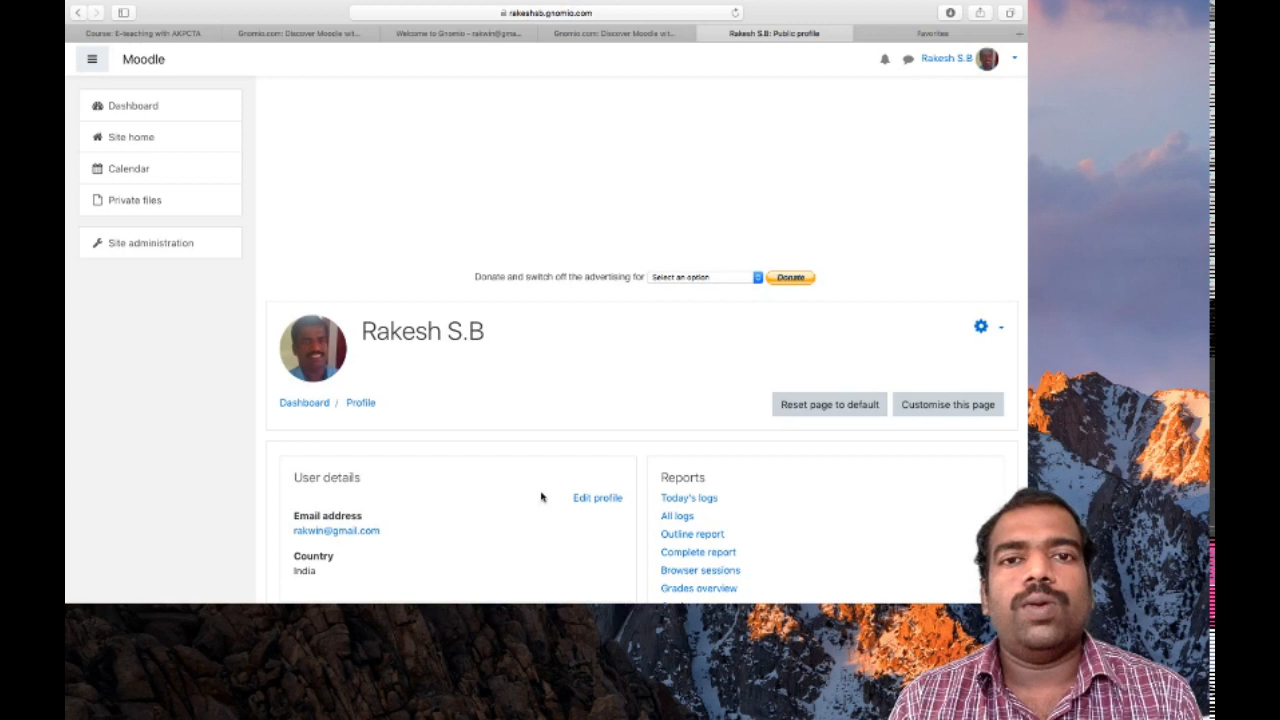 rakeshsb.gnomio.com
Course: E-teaching with AKPCTA
Gnomio.com: Discover Moodle wit...
Welcome to Gnomio - rakwin@gma...
Gnomio.com: Discover Moodle wit...
Rakesh S.B: Public profile
Favorites
Moodle
Rakesh S.B
Dashboard
Site home
Calendar
Private files
Site administration
Donate and switch off the advertising for Select an option Donate
Rakesh S.B
Dashboard / Profile
Reset page to default
Customise this page
User details
Edit profile
Email address
rakwin@gmail.com
Country
India
Reports
Today's logs
All logs
Outline report
Complete report
Browser sessions
Grades overview